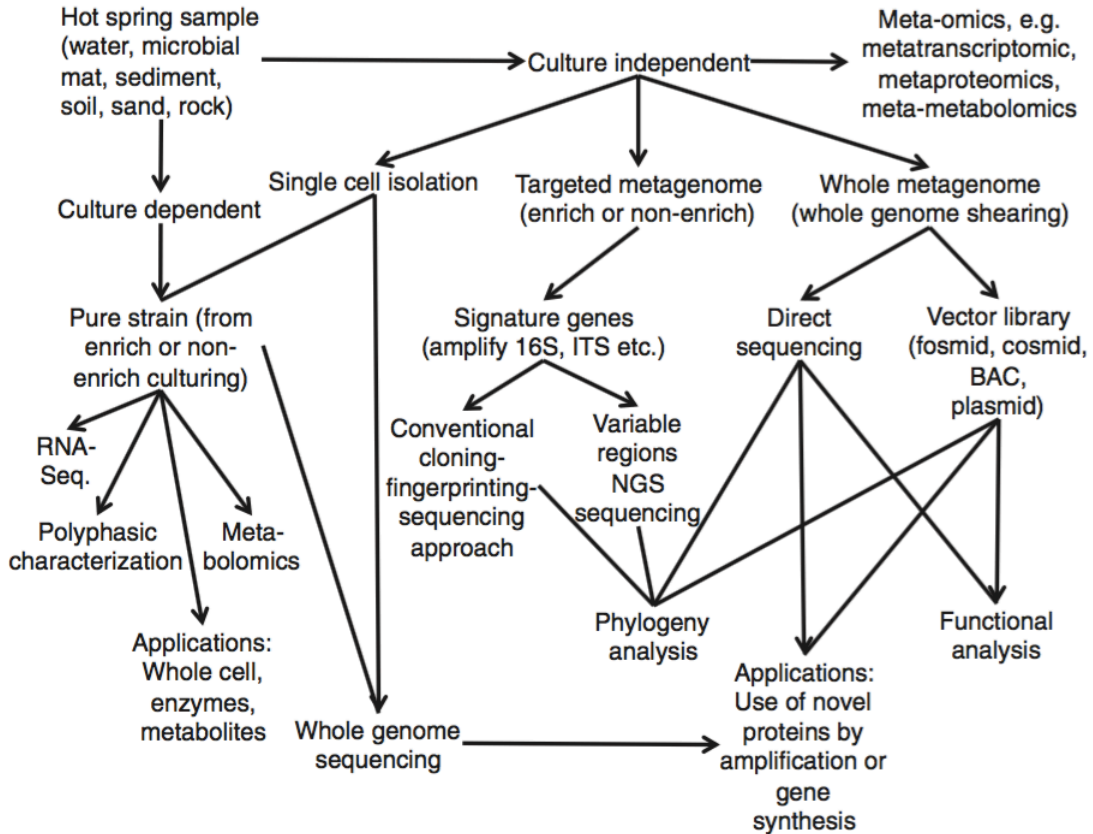 Hot spring sample
(water, microbial
mat, sediment,
soil, sand, rock)
Culture independent
Meta-omics, e.g.
metatranscriptomic,
metaproteomics,
meta-metabolomics
Culture dependent
Single cell isolation
Targeted metagenome
(enrich or non-enrich)
Whole metagenome
(whole genome shearing)
Pure strain (from
enrich or non-
enrich culturing)
Signature genes
(amplify 16S, ITS etc.)
Direct
sequencing
Vector library
(fosmid, cosmid,
BAC,
plasmid)
RNA-
Seq.
Polyphasic
characterization
Meta-
bolomics
Conventional
cloning-
fingerprinting-
sequencing
approach
Variable
regions
NGS
sequencing
Applications:
Whole cell,
enzymes,
metabolites
Phylogeny
analysis
Functional
analysis
Whole genome
sequencing
Applications:
Use of novel
proteins by
amplification or
gene
synthesis